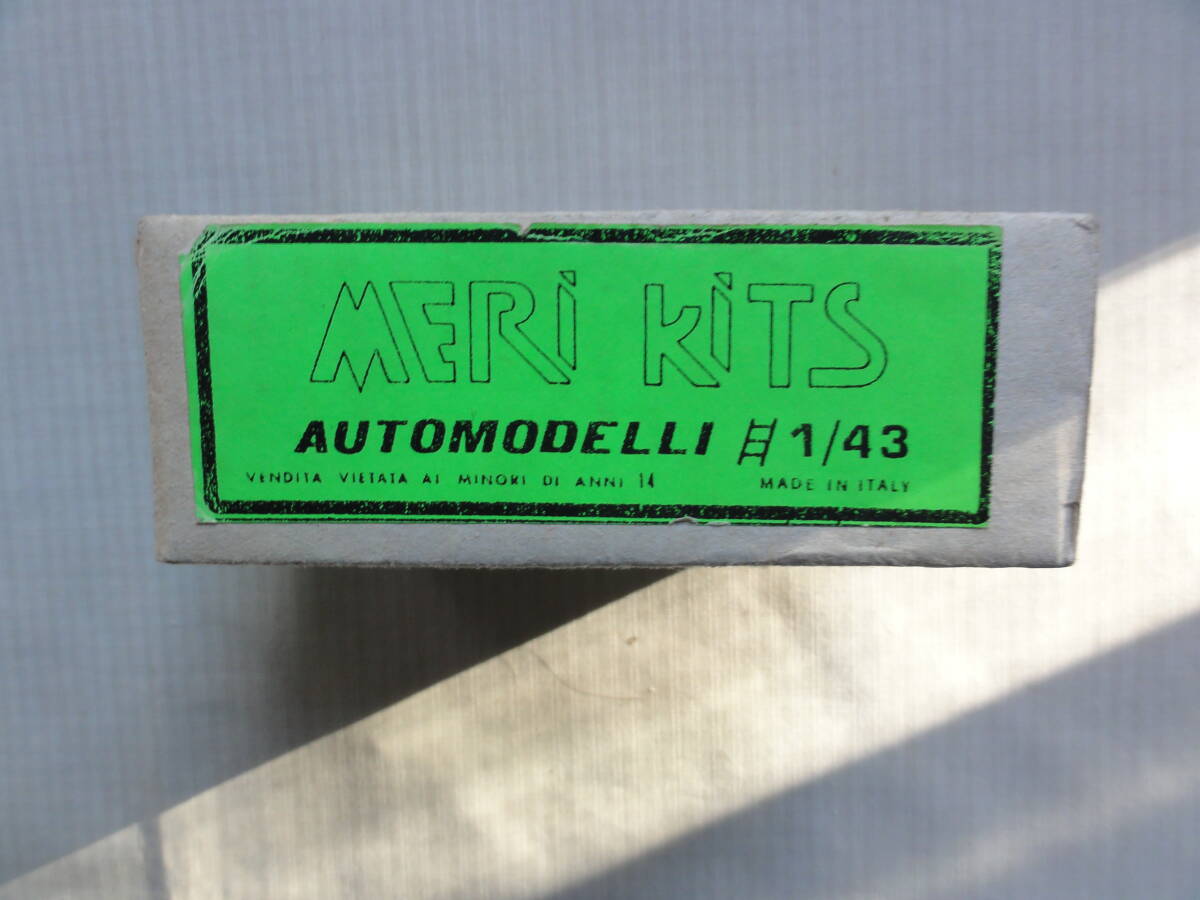 MERi KiTS
AUTOMODELLI 1/43
VENDITA VIETATA AI MINORI DI ANNI 14 MADE IN ITALY